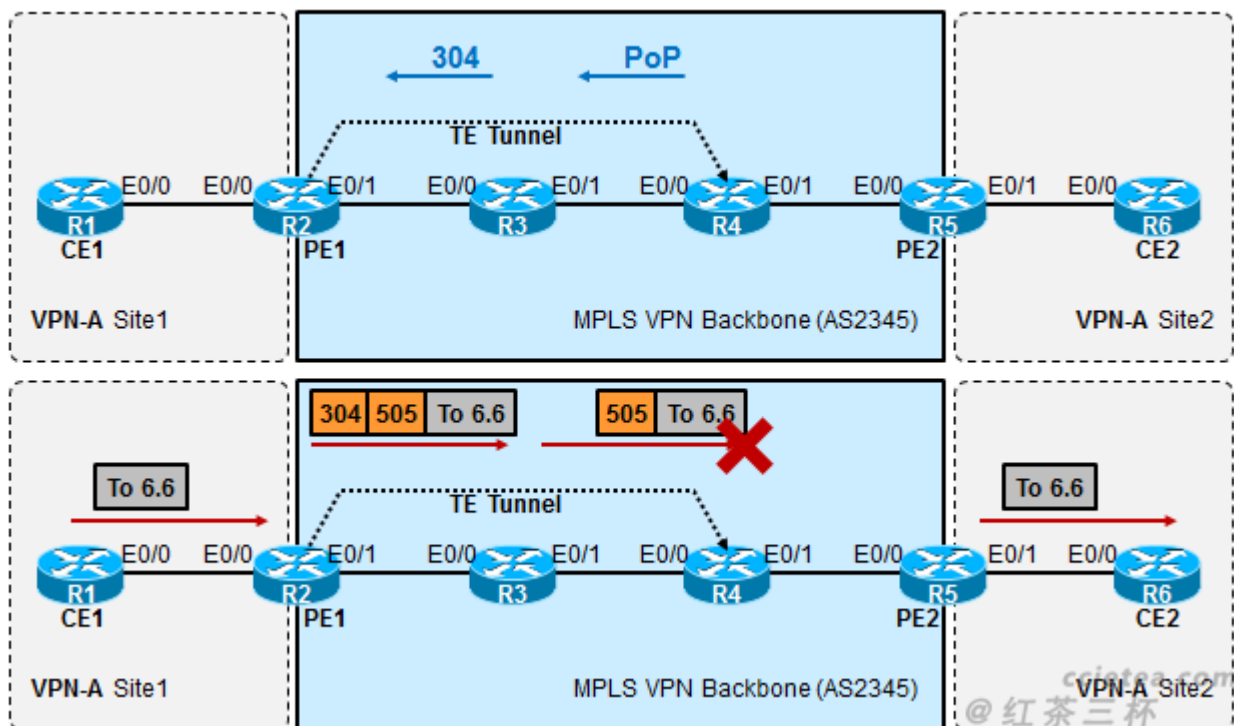 304 PoP
TE Tunnel
E0/0 E0/0 E0/1 E0/0 E0/1 E0/0 E0/1 E0/0 E0/1 E0/0
R1 R2 R3 R4 R5 R6
CE1 PE1 PE2 CE2
VPN-A Site1 MPLS VPN Backbone (AS2345) VPN-A Site2
304 505 To 6.6 505 To 6.6
To 6.6 To 6.6
TE Tunnel
E0/0 E0/0 E0/1 E0/0 E0/1 E0/0 E0/1 E0/0 E0/1 E0/0
R1 R2 R3 R4 R5 R6
CE1 PE1 PE2 CE2
ccietea.com
VPN-A Site1 MPLS VPN Backbone (AS2345) VPN-A Site2
@红茶三杯